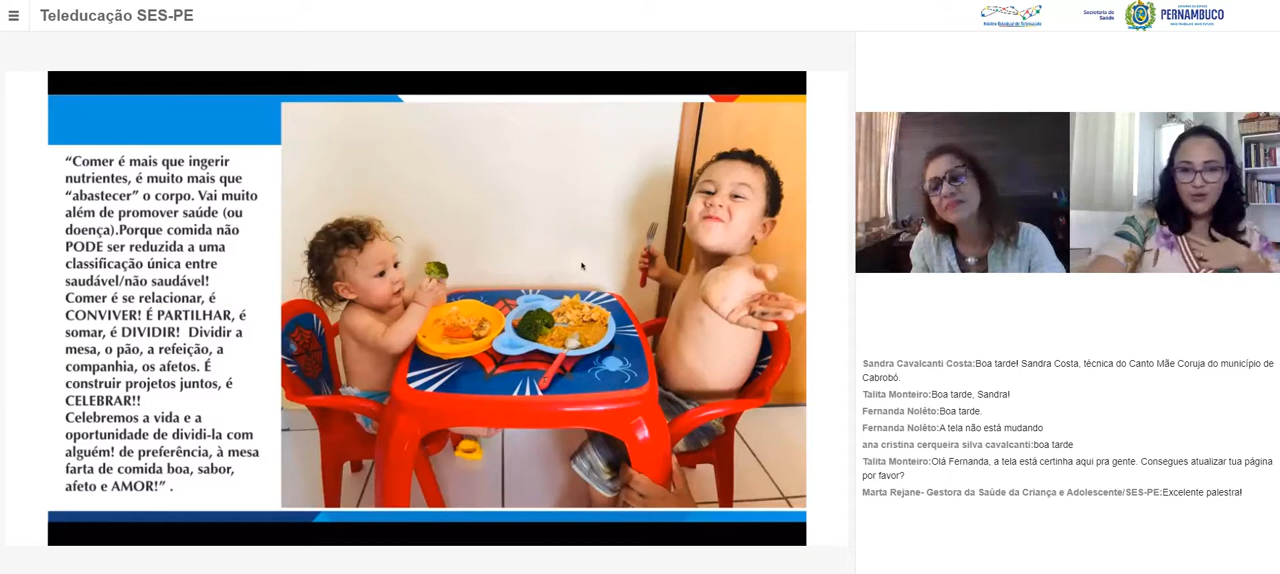 Teleducação SES-PE
Secretaria de
Saúde
PERNAMBUCO
“Comer é mais que ingerir
nutrientes, é muito mais que
“abastecer” o corpo. Vai muito
além de promover saúde (ou
doença).Porque comida não
PODE ser reduzida a uma
classificação única entre
saudável/não saudável!
Comer é se relacionar, é
CONVIVER! É PARTILHAR, é
somar, é DIVIDIR!  Dividir a
mesa, o pão, a refeição, a
companhia, os afetos. É
construir projetos juntos, é
CELEBRAR!!
Celebremos a vida e a
oportunidade de dividi-la com
alguém! de preferência, à mesa
farta de comida boa, sabor,
afeto e AMOR!” .
Sandra Cavalcanti Costa:Boa tarde! Sandra Costa, técnica do Canto Mãe Coruja do município de
Cabrobó.
Talita Monteiro:Boa tarde, Sandra!
Fernanda Nolêto:Boa tarde.
Fernanda Nolêto:A tela não está mudando
ana cristina cerqueira silva cavalcanti:boa tarde
Talita Monteiro:Olá Fernanda, a tela está certinha aqui pra gente. Consegues atualizar tua página
por favor?
Marta Rejane- Gestora da Saúde da Criança e Adolescente/SES-PE:Excelente palestra!